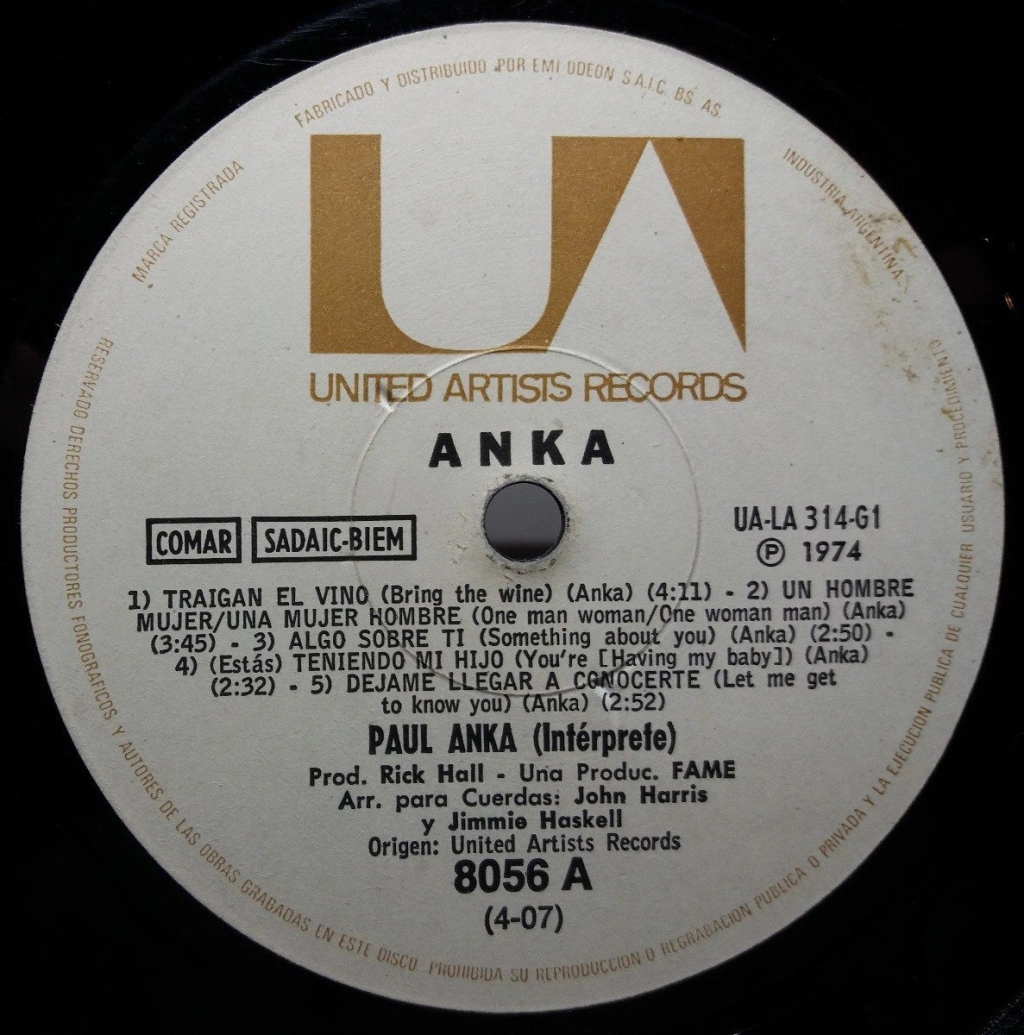 FABRICADO Y DISTRIBUIDO POR EMI ODEON S.A.I.C. BS. AS.
MARCA REGISTRADA
INDUSTRIA ARGENTINA
UA
UNITED ARTISTS RECORDS
ANKA
COMAR SADAIC-BIEM
UA-LA 314-G1
Ⓟ 1974
1) TRAIGAN EL VINO (Bring the wine) (Anka) (4:11) - 2) UN HOMBRE
MUJER/UNA MUJER HOMBRE (One man woman/One woman man) (Anka)
(3:45) - 3) ALGO SOBRE TI (Something about you) (Anka) (2:50) -
4) (Estás) TENIENDO MI HIJO (You're [Having my baby]) (Anka)
(2:32) - 5) DEJAME LLEGAR A CONOCERTE (Let me get
to know you) (Anka) (2:52)
PAUL ANKA (Intérprete)
Prod. Rick Hall - Una Produc. FAME
Arr. para Cuerdas: John Harris
y Jimmie Haskell
Origen: United Artists Records
8056 A
(4-07)
RESERVADO DERECHOS PRODUCTORES FONOGRAFICOS Y AUTORES DE LAS OBRAS GRABADAS EN ESTE DISCO. PROHIBIDA SU REPRODUCCION O REGRABACION PUBLICA O PRIVADA Y LA EJECUCION PUBLICA DE CUALQUIER USUARIO Y PROCEDIMIENTO